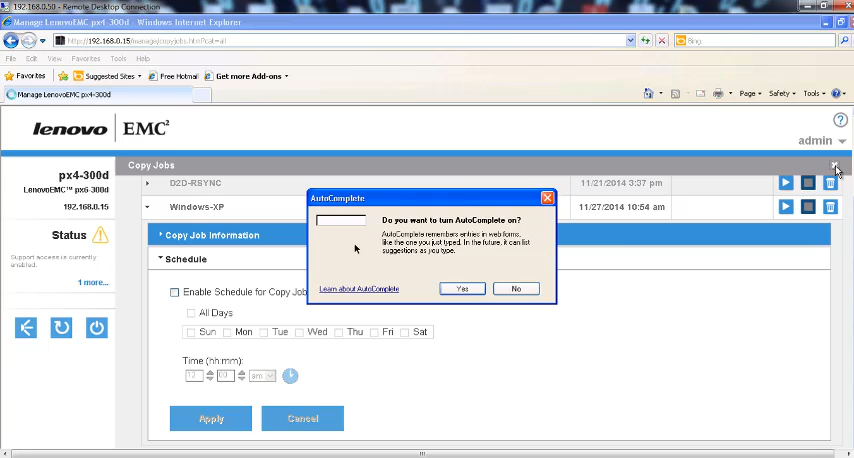 192.168.0.50 - Remote Desktop Connection
Manage LenovoEMC px4-300d - Windows Internet Explorer
http://192.168.0.15/manage/copyjobs.htm?cat=all
Bing
File Edit View Favorites Tools Help
Favorites Suggested Sites Free Hotmail Get more Add-ons
Manage LenovoEMC px4-300d
Page Safety Tools
lenovo EMC²
admin
Copy Jobs
px4-300d
LenovoEMC™ px6-300d
192.168.0.15
Status
Support access is currently
enabled.
1 more...
D2D-RSYNC 11/21/2014 3:37 pm
Windows-XP 11/27/2014 10:54 am
Copy Job Information
Schedule
Enable Schedule for Copy Job
All Days
Sun Mon Tue Wed Thu Fri Sat
Time (hh:mm):
12 00 am
Apply Cancel
AutoComplete
Do you want to turn AutoComplete on?
AutoComplete remembers entries in web forms,
like the one you just typed. In the future, it can list
suggestions as you type.
Learn about AutoComplete
Yes No